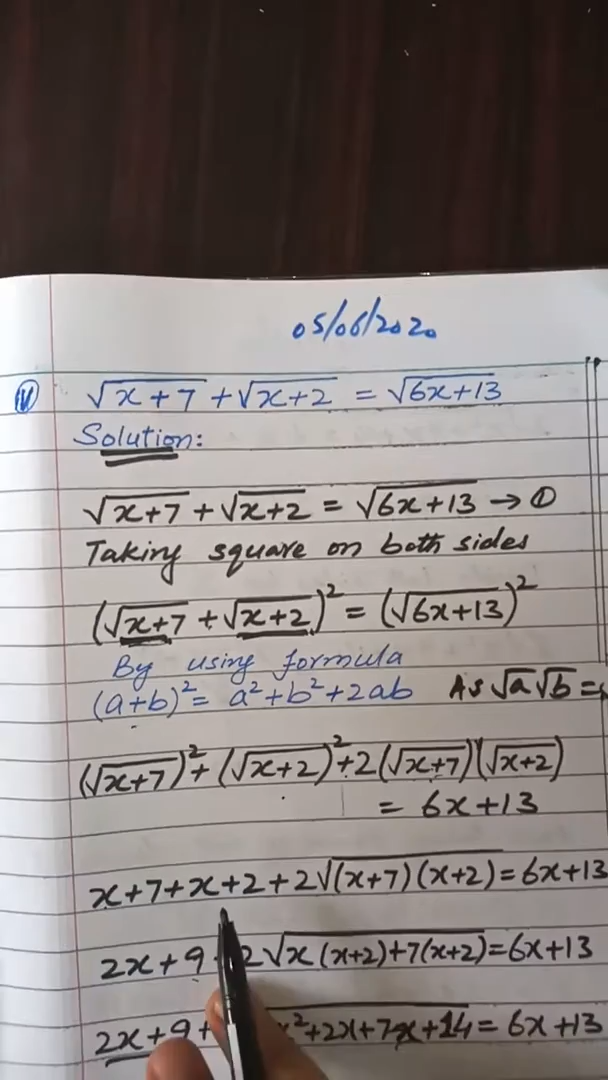 05/06/2020
(iv) √x+7 + √x+2 = √6x+13
Solution:
√x+7 + √x+2 = √6x+13 → ①
Taking square on both sides
(√x+7 + √x+2)² = (√6x+13)²
By using formula
(a+b)² = a²+b²+2ab As √a√b =
(√x+7)² + (√x+2)² + 2(√x+7)(√x+2)
= 6x+13
x+7+x+2+2√(x+7)(x+2) = 6x+13
2x+9 2√x(x+2)+7(x+2) = 6x+13
2x+9+ x²+2x+7x+14 = 6x+13